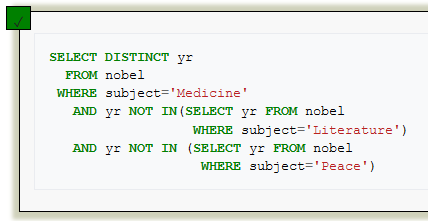 SELECT DISTINCT yr
FROM nobel
WHERE subject='Medicine'
AND yr NOT IN(SELECT yr FROM nobel
WHERE subject='Literature')
AND yr NOT IN (SELECT yr FROM nobel
WHERE subject='Peace')